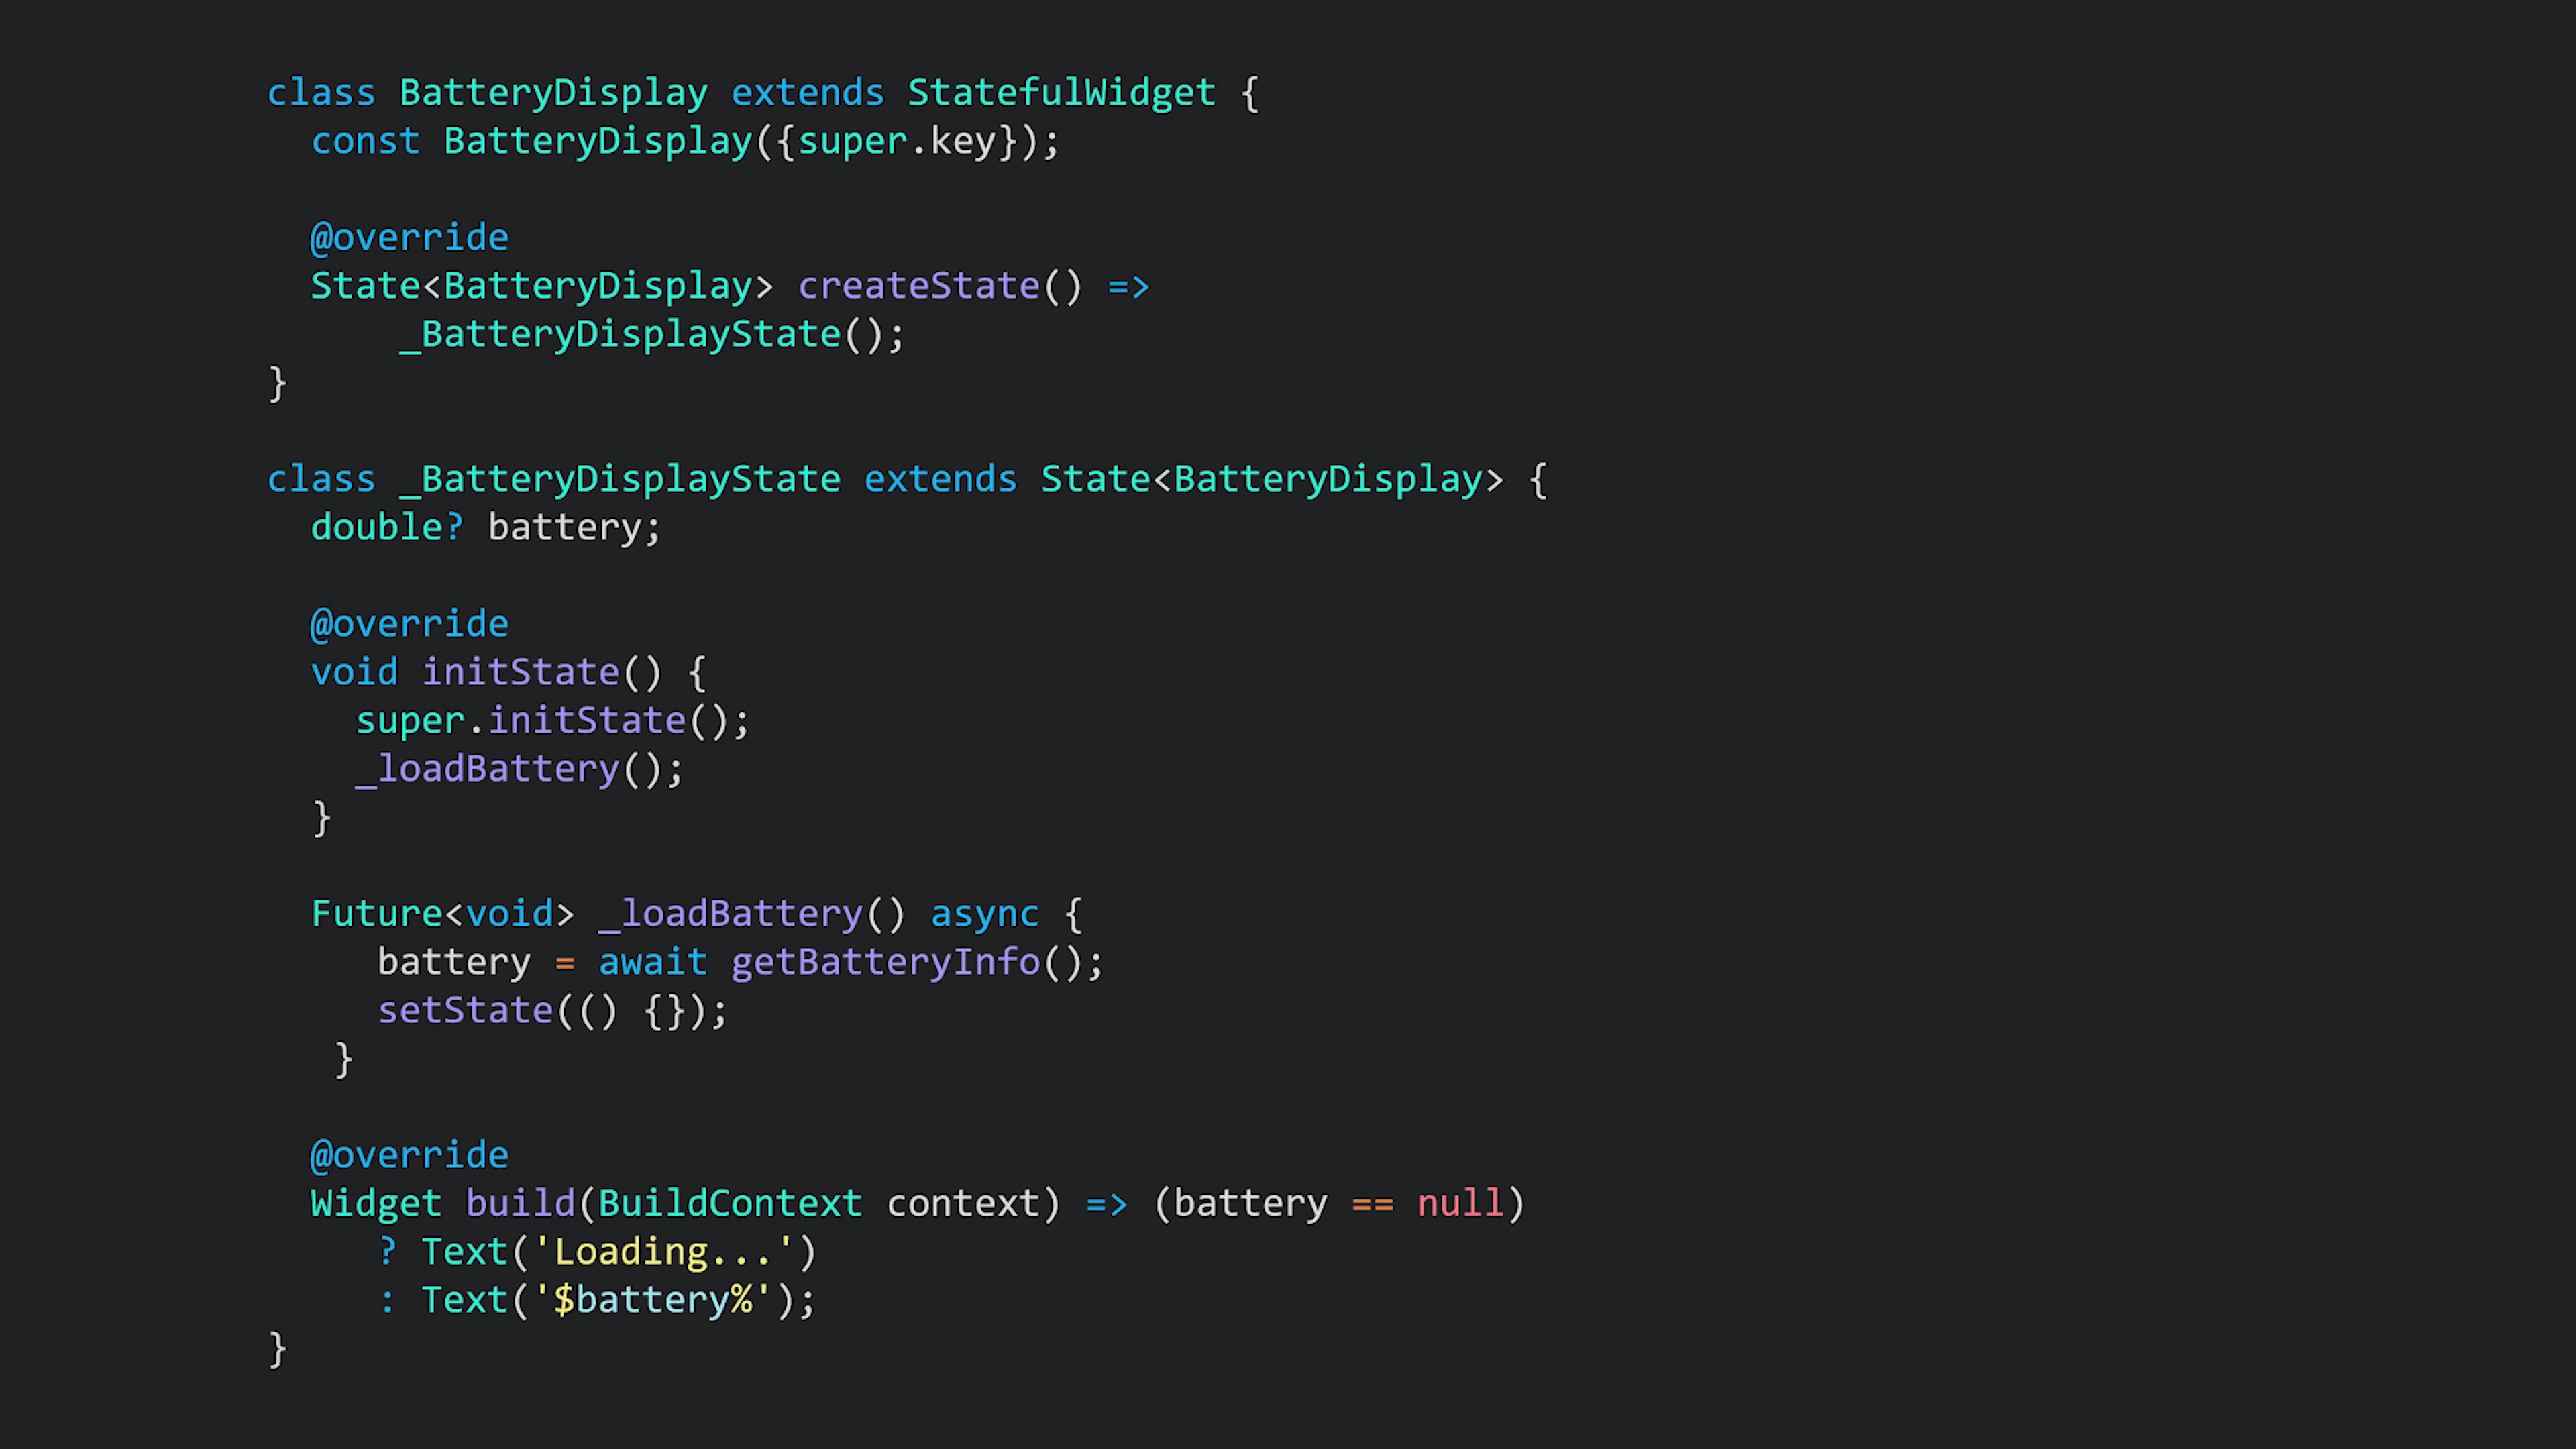 class BatteryDisplay extends StatefulWidget {
  const BatteryDisplay({super.key});

  @override
  State<BatteryDisplay> createState() =>
      _BatteryDisplayState();
}

class _BatteryDisplayState extends State<BatteryDisplay> {
  double? battery;

  @override
  void initState() {
    super.initState();
    _loadBattery();
  }

  Future<void> _loadBattery() async {
     battery = await getBatteryInfo();
     setState(() {});
   }

  @override
  Widget build(BuildContext context) => (battery == null)
     ? Text('Loading...')
     : Text('$battery%');
}